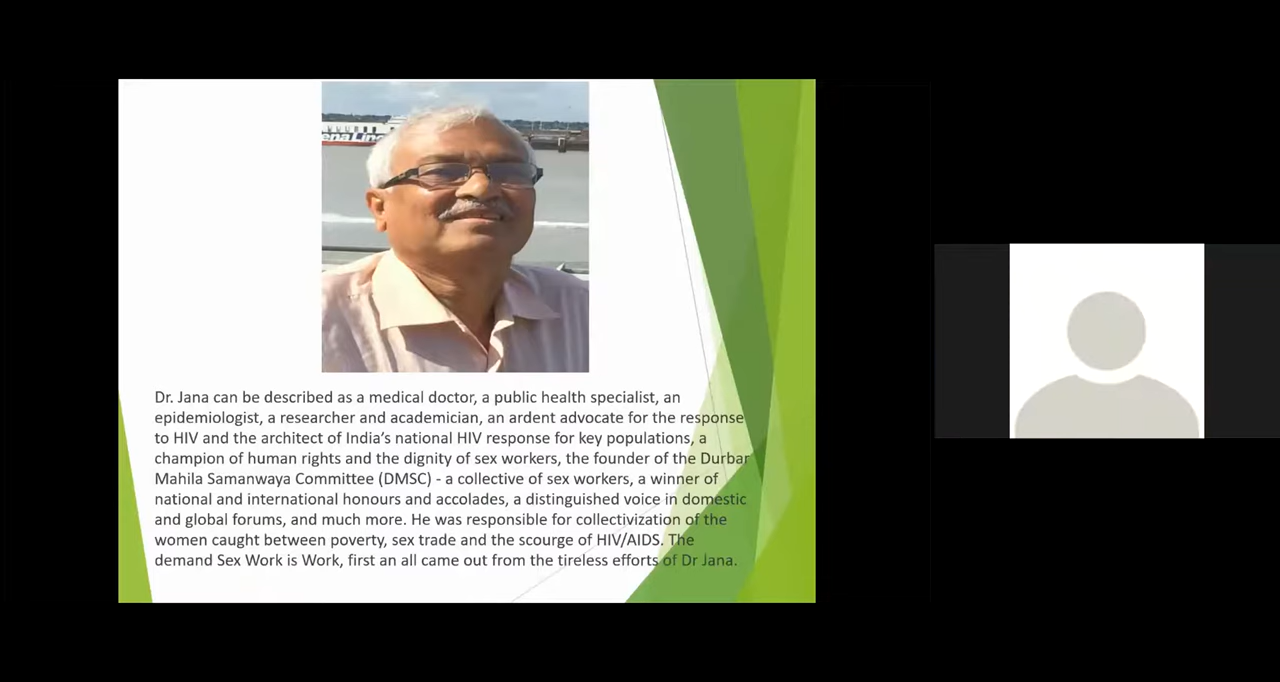 enaLin
Dr. Jana can be described as a medical doctor, a public health specialist, an
epidemiologist, a researcher and academician, an ardent advocate for the response
to HIV and the architect of India’s national HIV response for key populations, a
champion of human rights and the dignity of sex workers, the founder of the Durbar
Mahila Samanwaya Committee (DMSC) - a collective of sex workers, a winner of
national and international honours and accolades, a distinguished voice in domestic
and global forums, and much more. He was responsible for collectivization of the
women caught between poverty, sex trade and the scourge of HIV/AIDS. The
demand Sex Work is Work, first an all came out from the tireless efforts of Dr Jana.